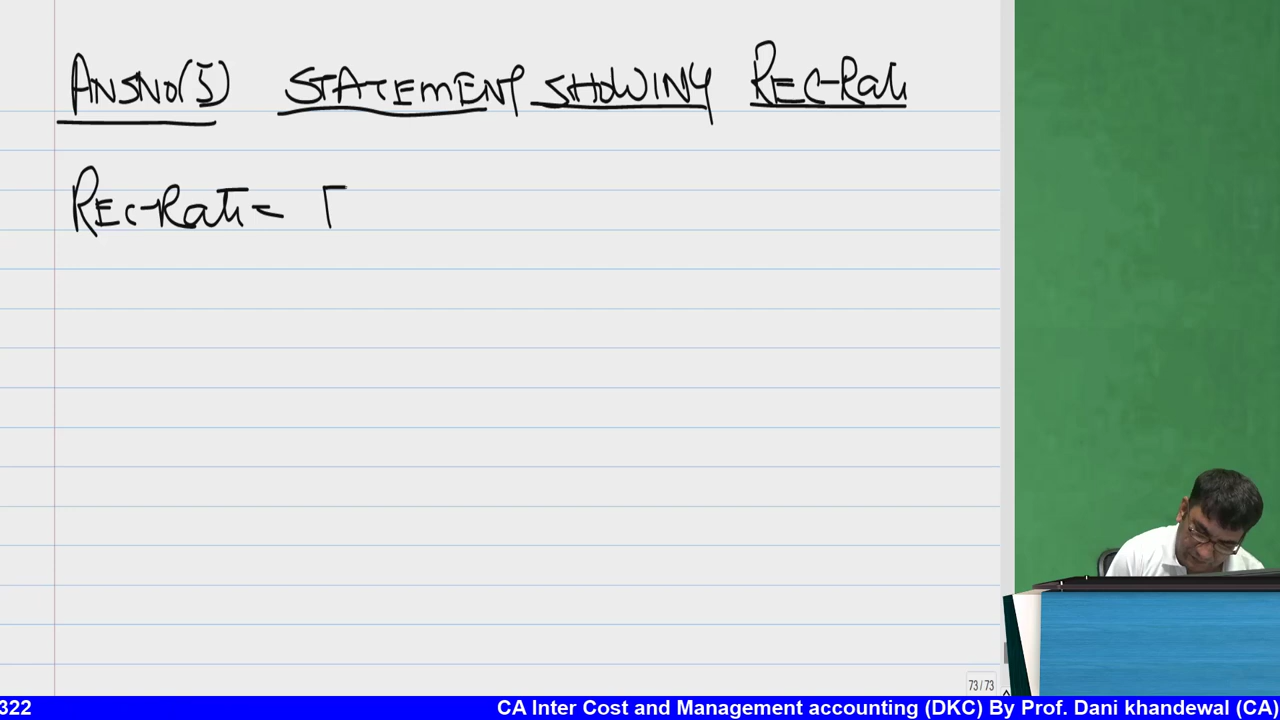 ANSNO(5) STATEMENT SHOWING REC-Rate
REC-Rate = T
73/73
322 CA Inter Cost and Management accounting (DKC) By Prof. Dani khandewal (CA)